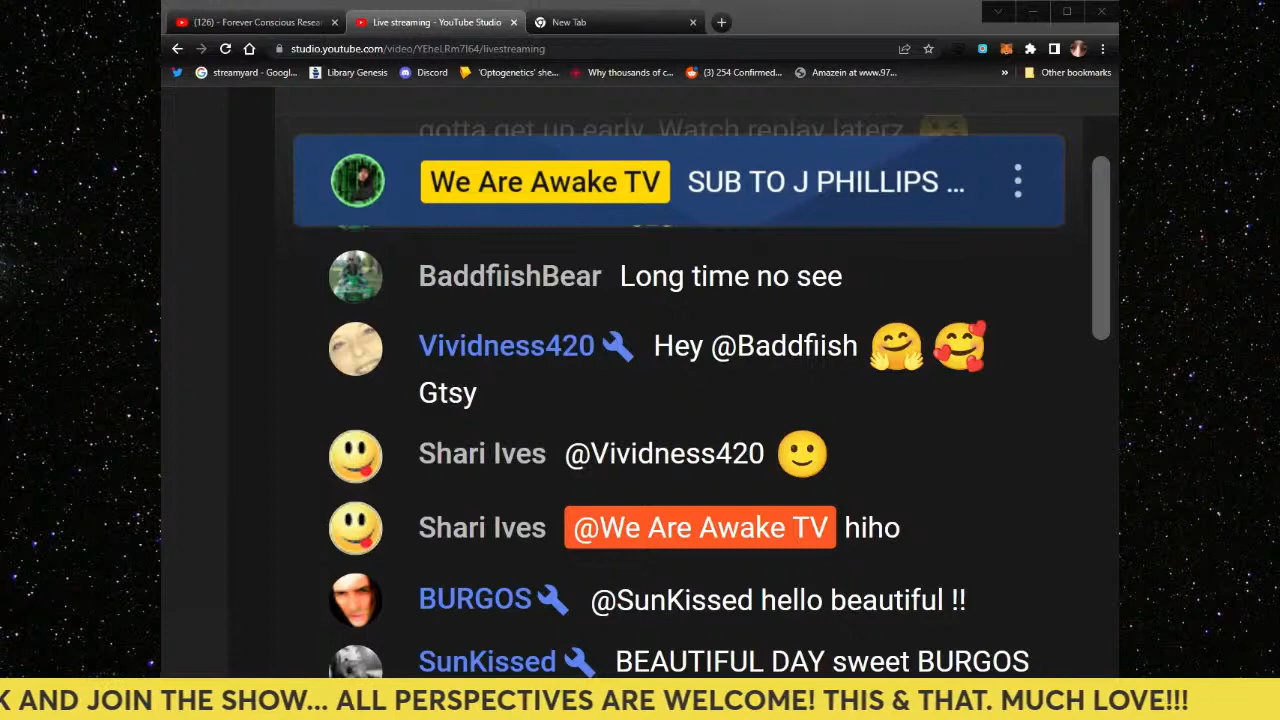 (126) - Forever Conscious Resea
Live streaming - YouTube Studio
New Tab
studio.youtube.com/video/YEheLRm7I64/livestreaming
streamyard - Googl...
Library Genesis
Discord
'Optogenetics' she...
Why thousands of c...
(3) 254 Confirmed...
Amazein at www.97...
»
Other bookmarks
gotta get up early. Watch replay laterz
We Are Awake TV SUB TO J PHILLIPS ...
BaddfiishBear Long time no see
Vividness420 Hey @Baddfiish
Gtsy
Shari Ives @Vividness420
Shari Ives @We Are Awake TV hiho
BURGOS @SunKissed hello beautiful !!
SunKissed BEAUTIFUL DAY sweet BURGOS
K AND JOIN THE SHOW... ALL PERSPECTIVES ARE WELCOME! THIS & THAT. MUCH LOVE!!!